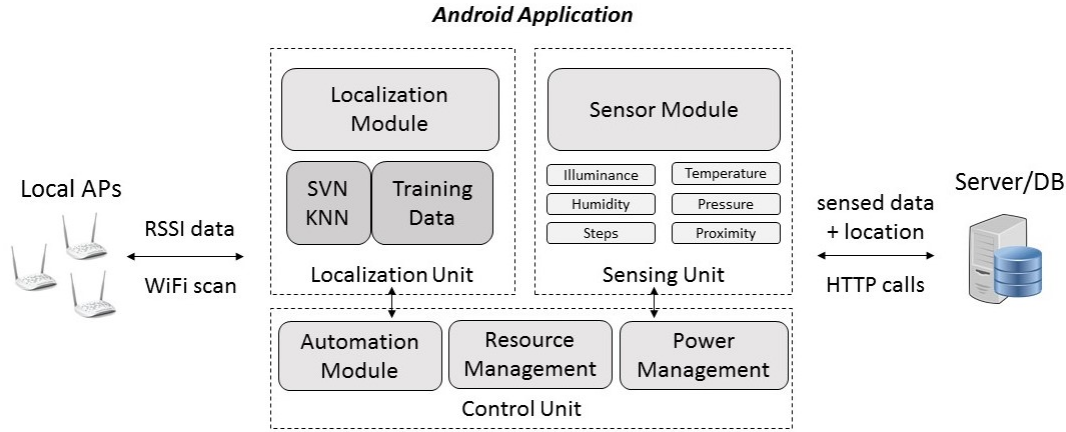 Android Application
Local APs
RSSI data
WiFi scan
Localization
Module
SVN
KNN
Training
Data
Localization Unit
Sensor Module
Illuminance
Temperature
Humidity
Pressure
Steps
Proximity
Sensing Unit
Automation
Module
Resource
Management
Power
Management
Control Unit
sensed data
+ location
HTTP calls
Server/DB